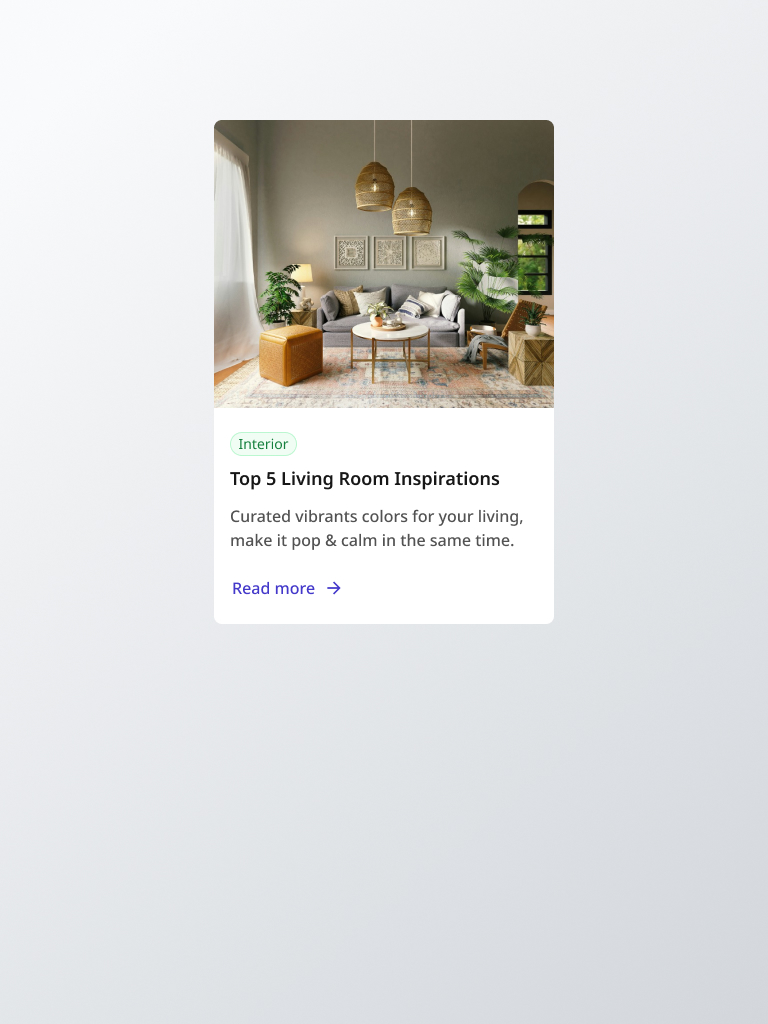 Interior
Top 5 Living Room Inspirations
Curated vibrants colors for your living,
make it pop & calm in the same time.
Read more